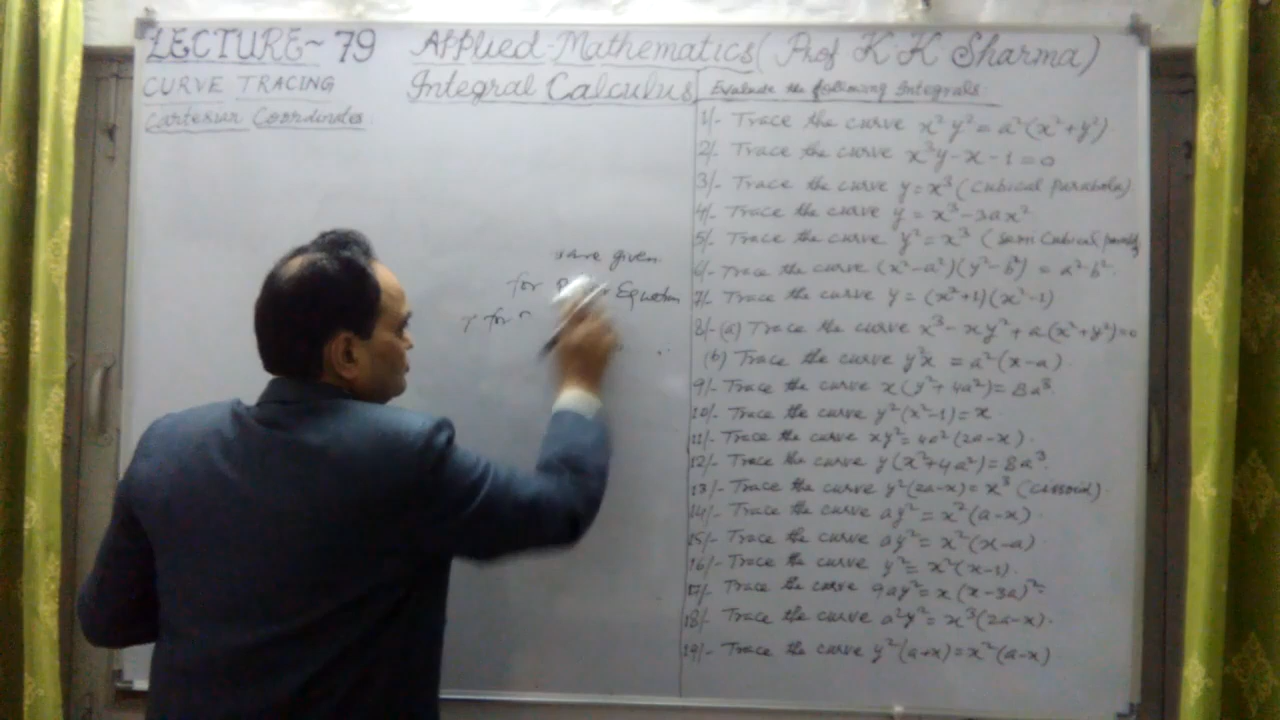 LECTURE~79
CURVE TRACING
Cartesian Coordinates
Applied-Mathematics (Prof K.K Sharma)
Integral Calculus
same given
for Equation
for
Evaluate the following Integrals
1/- Trace the curve x²y² = a²(x²+y²)
2/- Trace the curve x³y-x-1=0
3/- Trace the curve y=x³ (cubical parabola)
4/- Trace the curve y = x³-3ax²
5/- Trace the curve y²=x³ (semi cubical
6/- Trace the curve (x²-a²)(y²-b²) = a²b²
7/- Trace the curve y = (x²+1)(x²-1)
8/- (a) Trace the curve x³-xy²+a(x²+y²)=0
(b) Trace the curve y²x = a²(x-a)
9/- Trace the curve x(y²+4a²)=8a³
10/- Trace the curve y²(x²-1)=x
11/- Trace the curve xy²=4a²(2a-x).
12/- Trace the curve y(x²+4a²)=8a³.
13/- Trace the curve y²(2a-x)=x³ (cissoid).
14/- Trace the curve ay²=x²(a-x)
15/- Trace the curve ay²=x²(x-a)
16/- Trace the curve y²=x²(x-1).
17/- Trace the curve 9ay²=x(x-3a)²
18/- Trace the curve a²y²=x³(2a-x).
19/- Trace the curve y²(a+x)=x²(a-x)